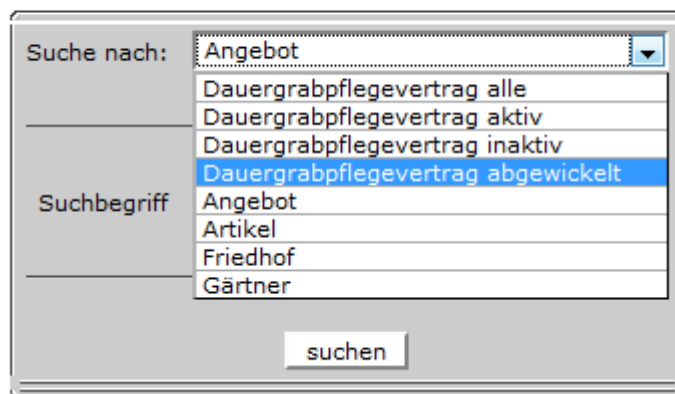 Suche nach: Angebot
Dauergrabpflegevertrag alle
Dauergrabpflegevertrag aktiv
Dauergrabpflegevertrag inaktiv
Dauergrabpflegevertrag abgewickelt
Suchbegriff Angebot
Artikel
Friedhof
Gärtner
suchen